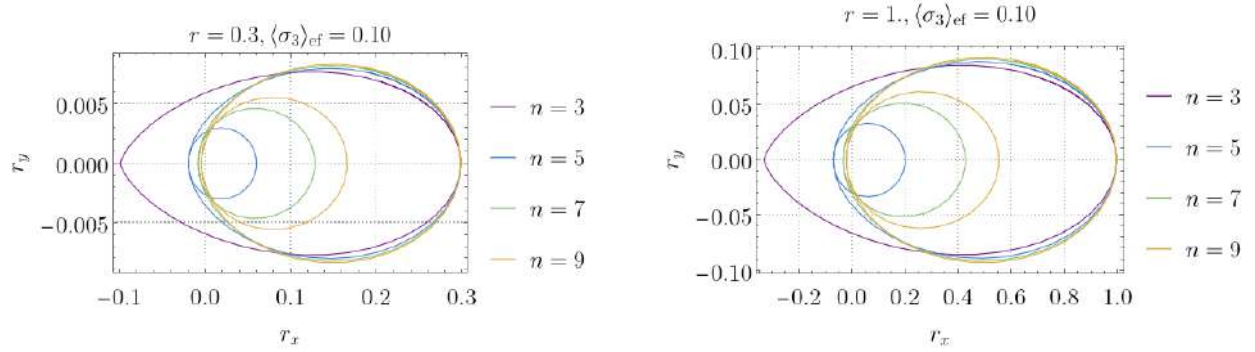 r = 0.3, ⟨σ₃⟩ef = 0.10
r_y
0.005
0.000
−0.005
−0.1 0.0 0.1 0.2 0.3
r_x
n = 3
n = 5
n = 7
n = 9
r = 1., ⟨σ₃⟩ef = 0.10
r_y
0.10
0.05
0.00
−0.05
−0.10
−0.2 0.0 0.2 0.4 0.6 0.8 1.0
r_x
n = 3
n = 5
n = 7
n = 9